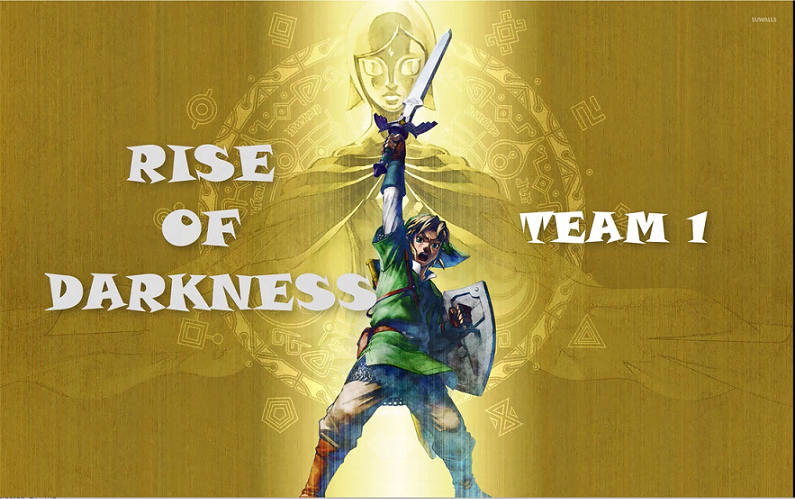 SUWALLS
RISE
OF
DARKNESS
TEAM 1